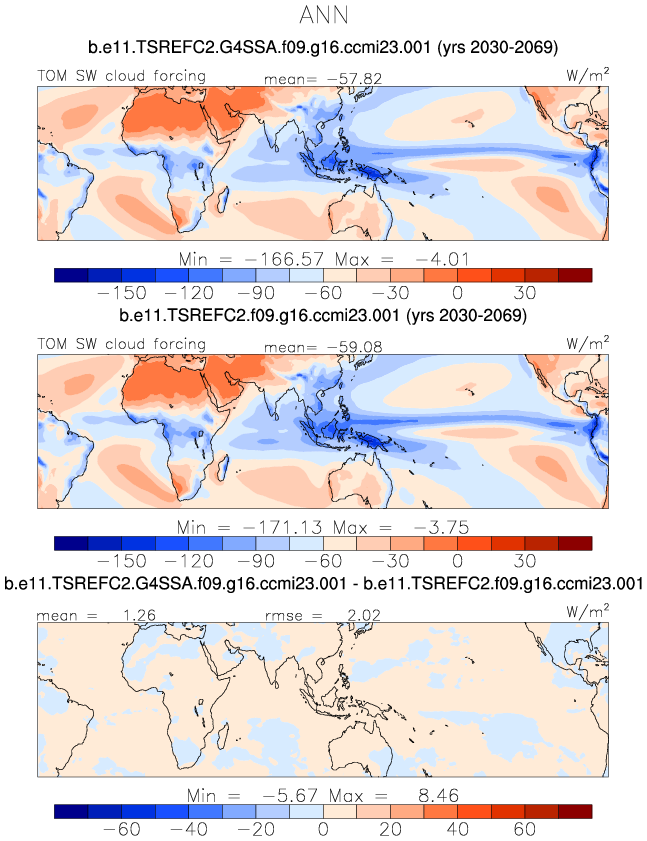 ANN
b.e11.TSREFC2.G4SSA.f09.g16.ccmi23.001 (yrs 2030-2069)
TOM SW cloud forcing mean= −57.82 W/m²
Min = −166.57 Max = −4.01
−150 −120 −90 −60 −30 0 30
b.e11.TSREFC2.f09.g16.ccmi23.001 (yrs 2030-2069)
TOM SW cloud forcing mean= −59.08 W/m²
Min = −171.13 Max = −3.75
−150 −120 −90 −60 −30 0 30
b.e11.TSREFC2.G4SSA.f09.g16.ccmi23.001 - b.e11.TSREFC2.f09.g16.ccmi23.001
mean = 1.26 rmse = 2.02 W/m²
Min = −5.67 Max = 8.46
−60 −40 −20 0 20 40 60